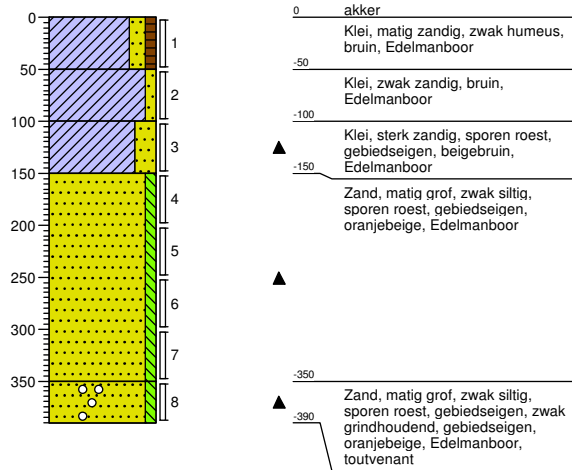 0
50
100
150
200
250
300
350
1
2
3
4
5
6
7
8
0 akker
Klei, matig zandig, zwak humeus,
bruin, Edelmanboor
-50
Klei, zwak zandig, bruin,
Edelmanboor
-100
Klei, sterk zandig, sporen roest,
gebiedseigen, beigebruin,
Edelmanboor
-150
Zand, matig grof, zwak siltig,
sporen roest, gebiedseigen,
oranjebeige, Edelmanboor
-350
Zand, matig grof, zwak siltig,
sporen roest, gebiedseigen, zwak
grindhoudend, gebiedseigen,
oranjebeige, Edelmanboor,
toutvenant
-390